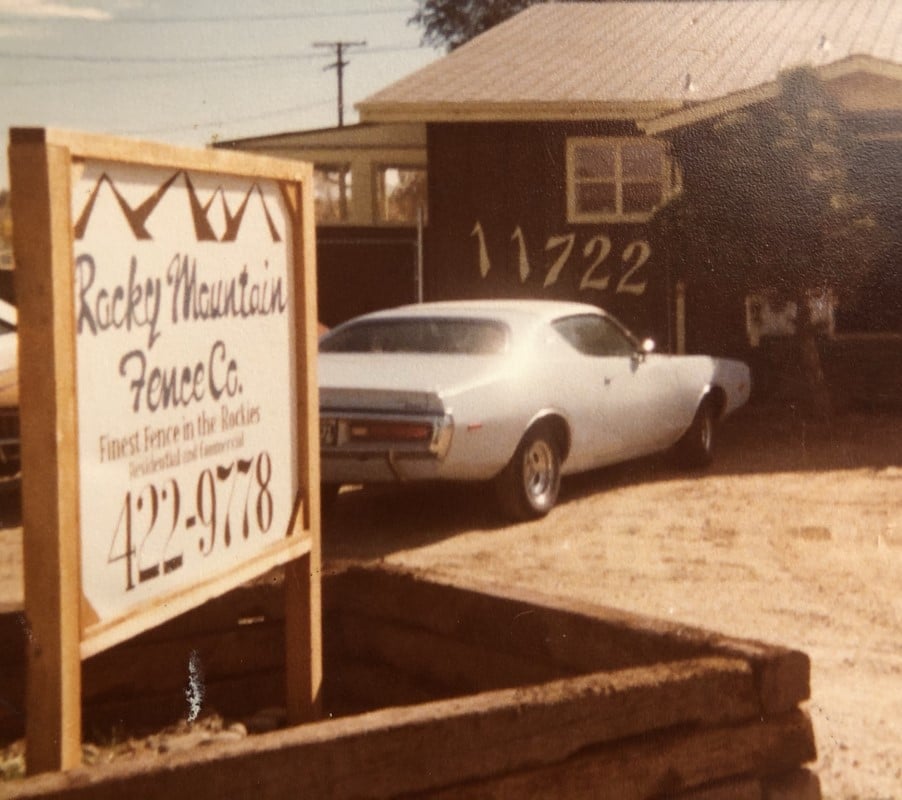 Rocky Mountain
Fence Co.
Finest Fence in the Rockies
Residential and Commercial
422-9778
11722